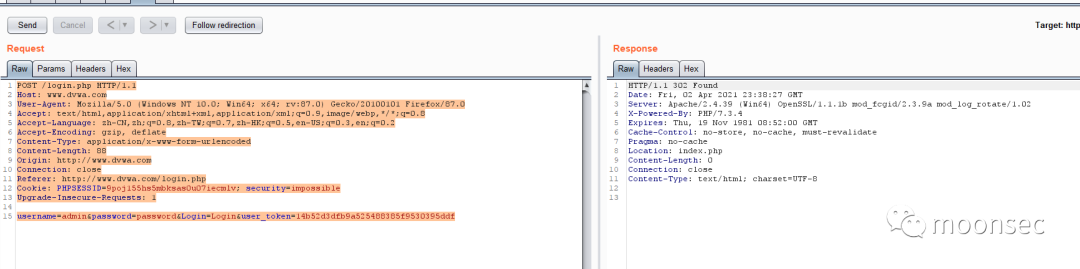 Send
Cancel
<
>
Follow redirection
Target: http
Request
Response
Raw
Params
Headers
Hex
Raw
Headers
Hex
1 POST /login.php HTTP/1.1
2 Host: www.dvwa.com
3 User-Agent: Mozilla/5.0 (Windows NT 10.0; Win64; x64; rv:87.0) Gecko/20100101 Firefox/87.0
4 Accept: text/html,application/xhtml+xml,application/xml;q=0.9,image/webp,*/*;q=0.8
5 Accept-Language: zh-CN,zh;q=0.8,zh-TW;q=0.7,zh-HK;q=0.5,en-US;q=0.3,en;q=0.2
6 Accept-Encoding: gzip, deflate
7 Content-Type: application/x-www-form-urlencoded
8 Content-Length: 88
9 Origin: http://www.dvwa.com
10 Connection: close
11 Referer: http://www.dvwa.com/login.php
12 Cookie: PHPSESSID=9poji55hs5mbksas0u07iecmlv; security=impossible
13 Upgrade-Insecure-Requests: 1
14
15 username=admin&password=password&Login=Login&user_token=14b52d3dfb9a525488385f9530395ddf
1 HTTP/1.1 302 Found
2 Date: Fri, 02 Apr 2021 23:38:27 GMT
3 Server: Apache/2.4.39 (Win64) OpenSSL/1.1.1b mod_fcgid/2.3.9a mod_log_rotate/1.02
4 X-Powered-By: PHP/7.3.4
5 Expires: Thu, 19 Nov 1981 08:52:00 GMT
6 Cache-Control: no-store, no-cache, must-revalidate
7 Pragma: no-cache
8 Location: index.php
9 Content-Length: 0
10 Connection: close
11 Content-Type: text/html; charset=UTF-8
12
13
moonsec